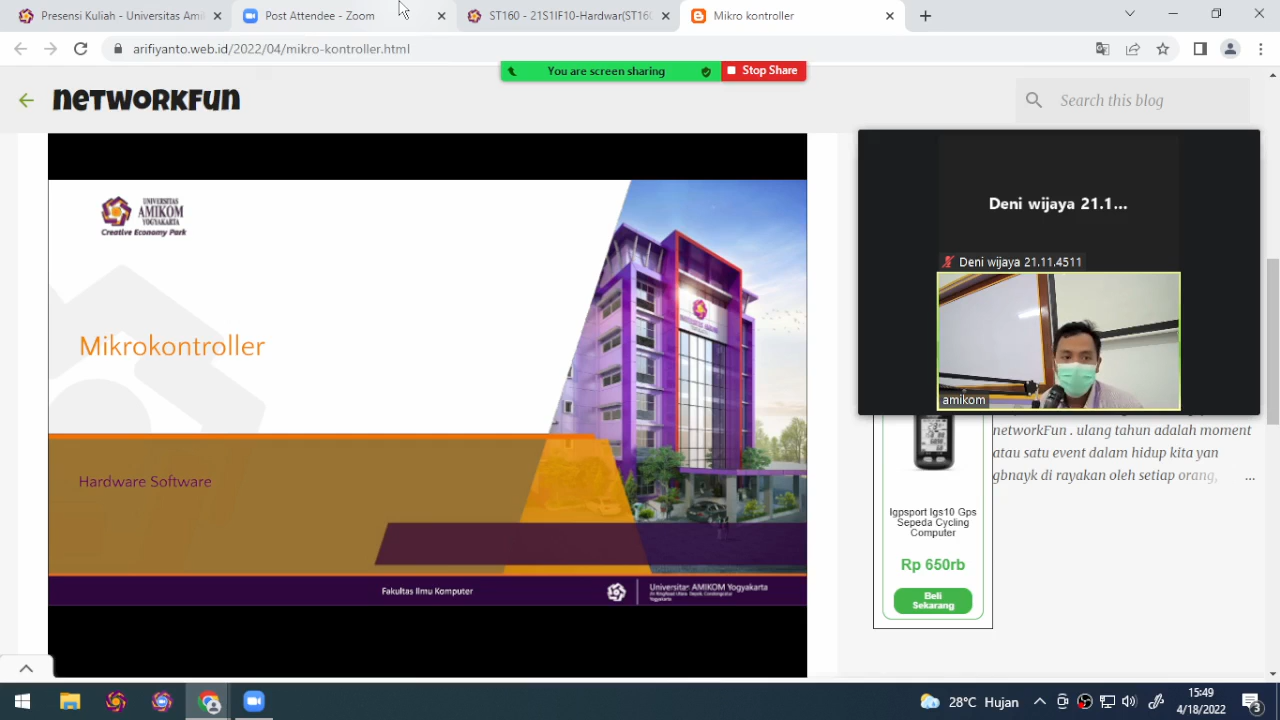 Presensi Kuliah - Universitas AM
Post Attendee - Zoom
ST160 - 21S1IF10-Hardwar(ST160
Mikro kontroller
arifiyanto.web.id/2022/04/mikro-kontroller.html
You are screen sharing
Stop Share
networkFun
Search this blog
UNIVERSITAS
AMIKOM
YOGYAKARTA
Creative Economy Park
Deni wijaya 21.1...
Deni wijaya 21.11.4511
Mikrokontroller
amikom
networkFun . ulang tahun adalah moment
atau satu event dalam hidup kita yan
gbnayk di rayakan oleh setiap orang,
...
Hardware Software
Igpsport Igs10 Gps
Sepeda Cycling
Computer
Rp 650rb
Beli
Sekarang
Fakultas Ilmu Komputer
Universitas AMIKOM Yogyakarta
Yogyakarta
28°C Hujan
15:49
4/18/2022
3